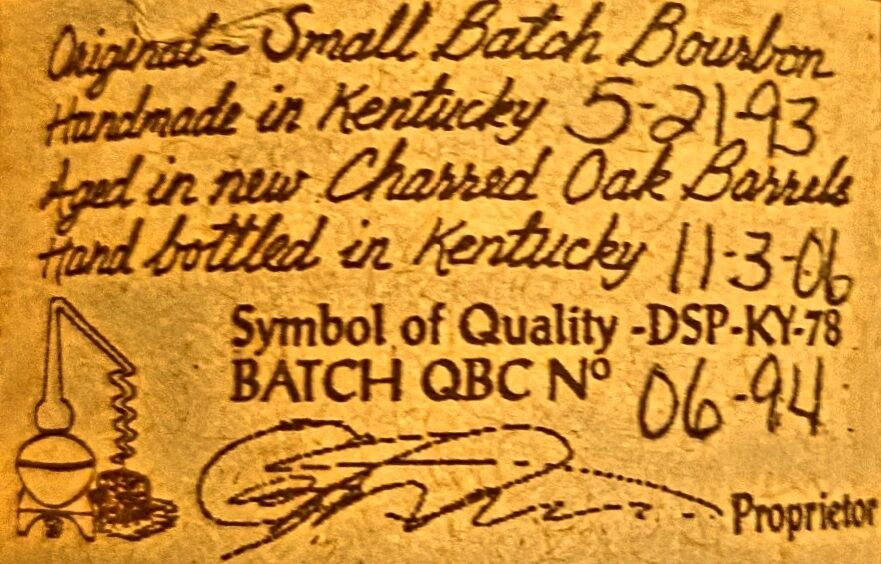 Original~Small Batch Bourbon
Handmade in Kentucky 5-21-93
Aged in new Charred Oak Barrels
Hand bottled in Kentucky 11-3-06
Symbol of Quality -DSP-KY-78
BATCH QBC Nº 06-94
Proprietor